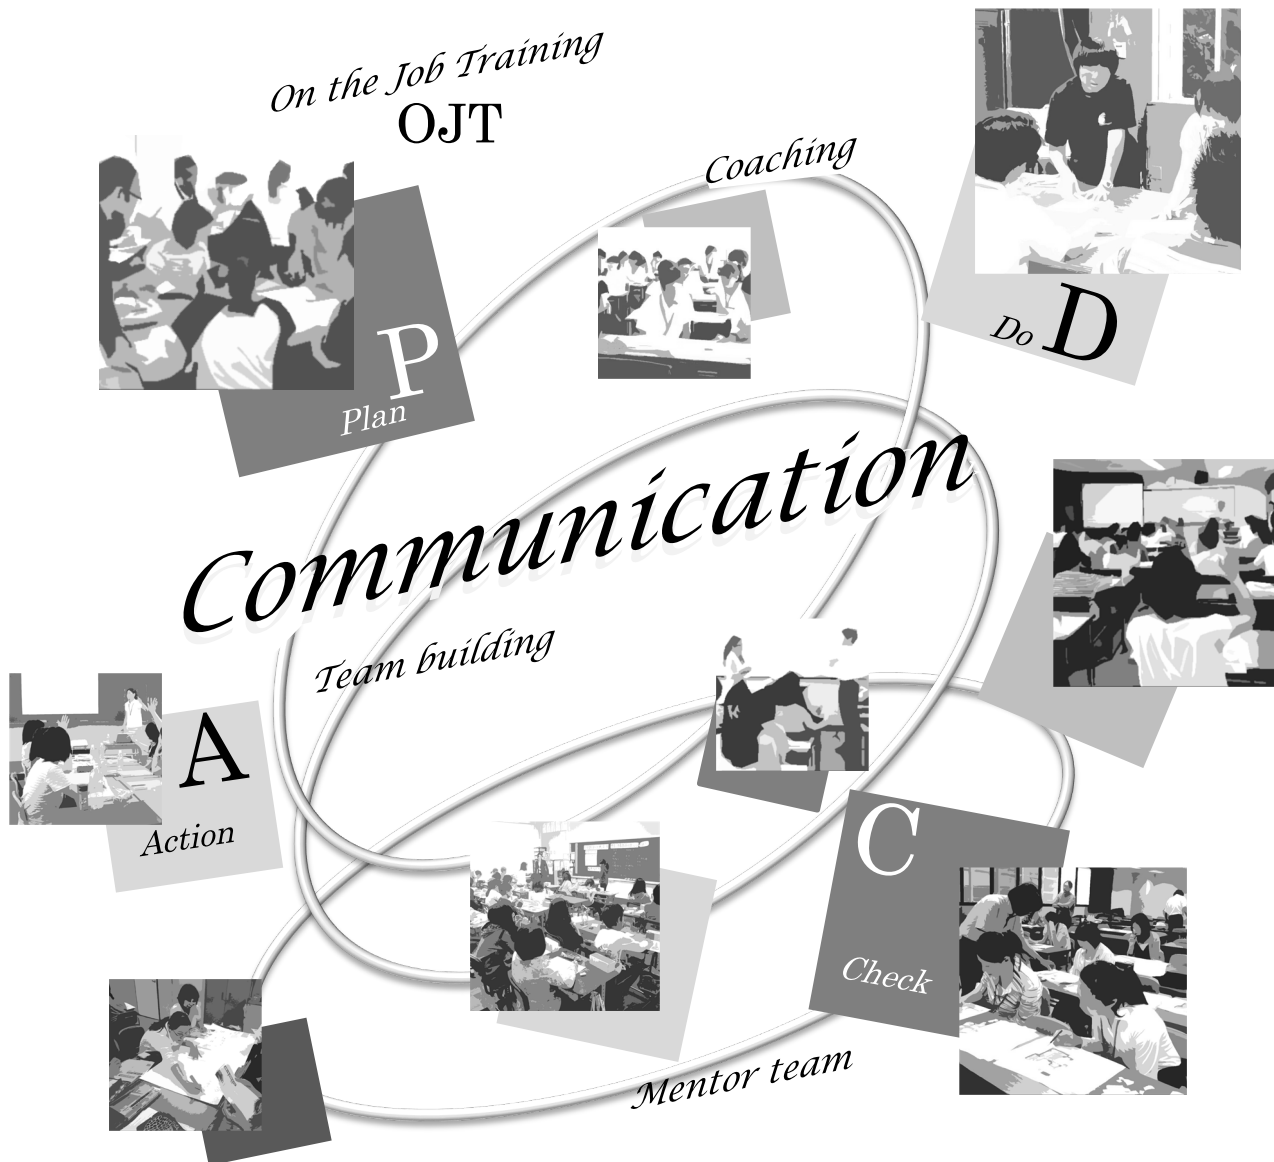 On the Job Training
OJT
Coaching
P
Plan
D
Do
Communication
Team building
A
Action
C
Check
Mentor team